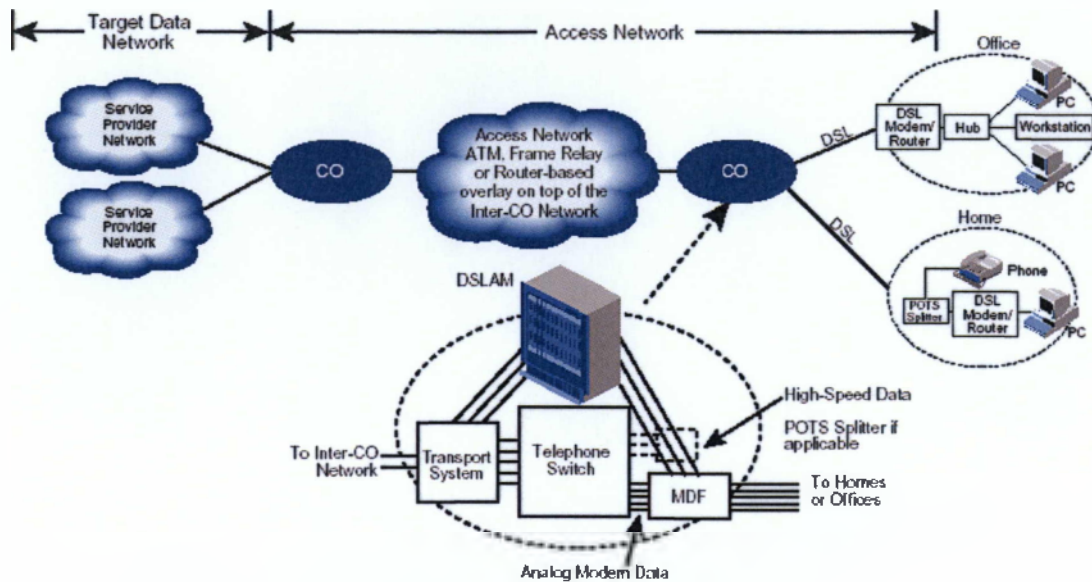 Target Data
Network
Access Network
Office
Service
Provider
Network
Service
Provider
Network
CO
Access Network
ATM, Frame Relay
or Router-based
overlay on top of the
Inter-CO Network
CO
DSL
DSL
DSL
Modem/
Router
Hub
PC
Workstation
PC
Home
Phone
POTS
Splitter
DSL
Modem/
Router
PC
DSLAM
High-Speed Data
POTS Splitter if
applicable
To Inter-CO
Network
Transport
System
Telephone
Switch
MDF
To Homes
or Offices
Analog Modem Data